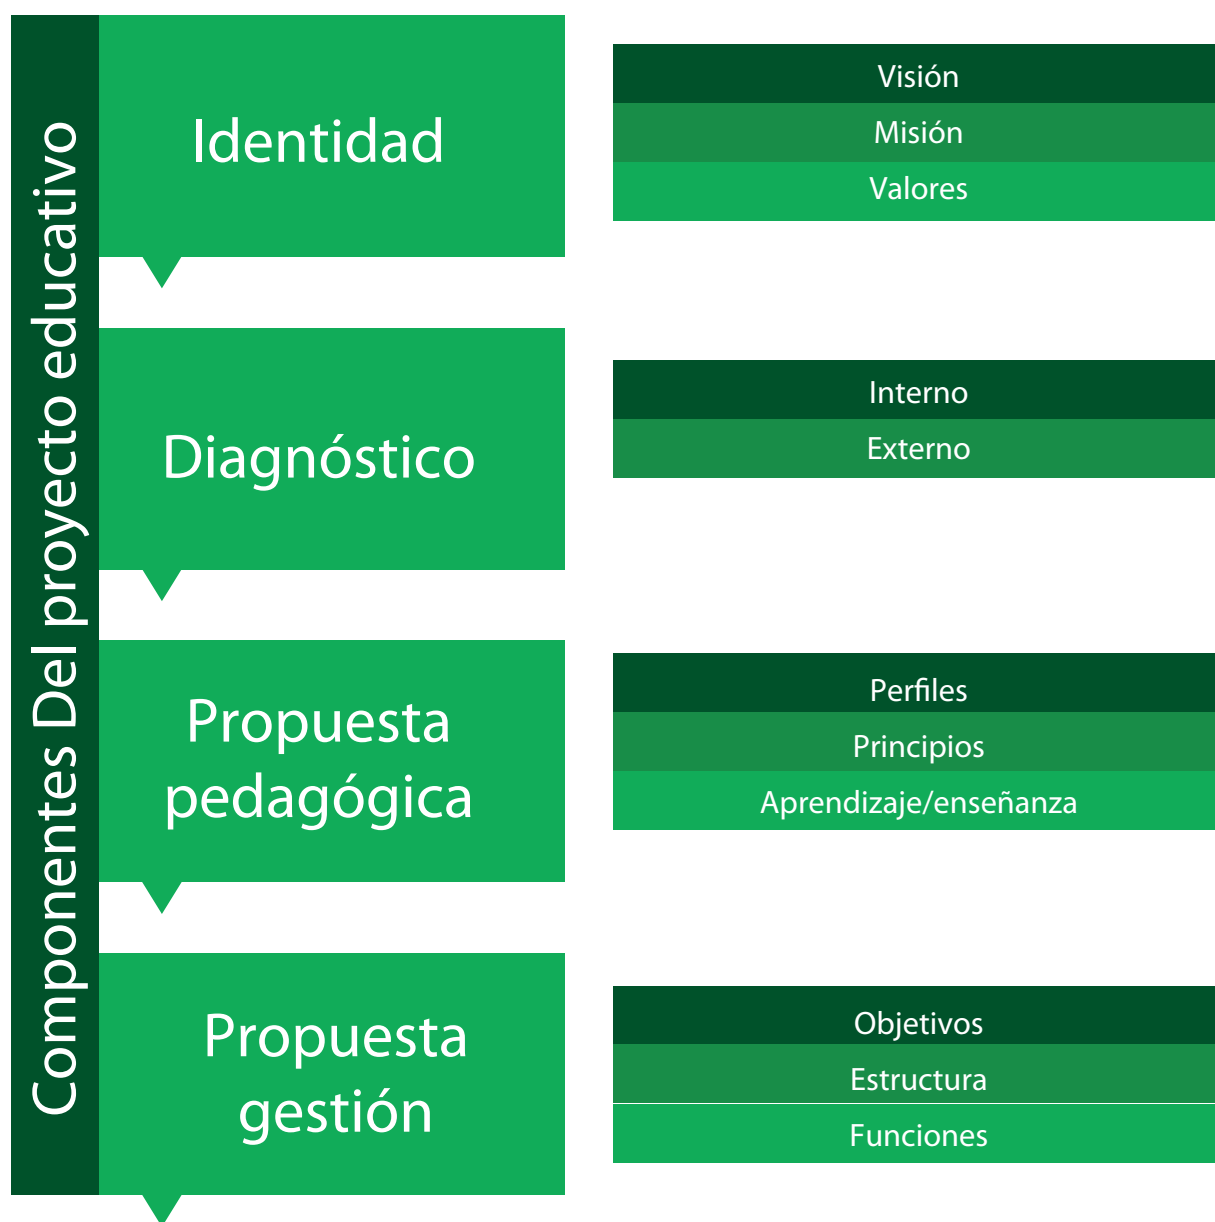 Componentes Del proyecto educativo
Identidad
Visión
Misión
Valores
Diagnóstico
Interno
Externo
Propuesta
pedagógica
Perfiles
Principios
Aprendizaje/enseñanza
Propuesta
gestión
Objetivos
Estructura
Funciones